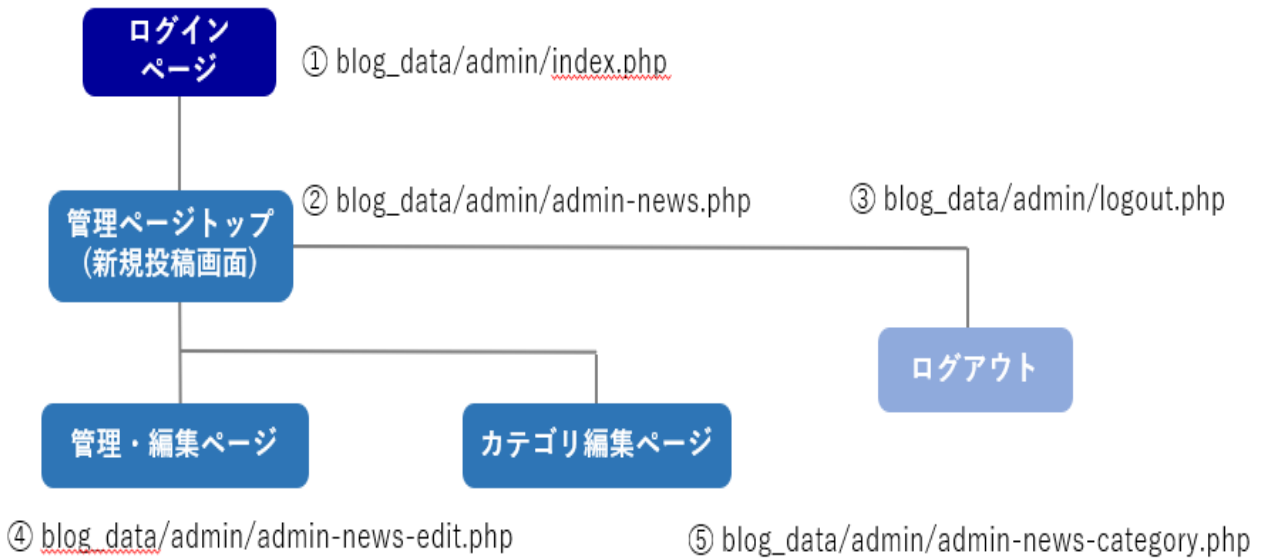 ログイン
ページ
① blog_data/admin/index.php
管理ページトップ
(新規投稿画面)
② blog_data/admin/admin-news.php
③ blog_data/admin/logout.php
ログアウト
管理・編集ページ
カテゴリ編集ページ
④ blog_data/admin/admin-news-edit.php
⑤ blog_data/admin/admin-news-category.php